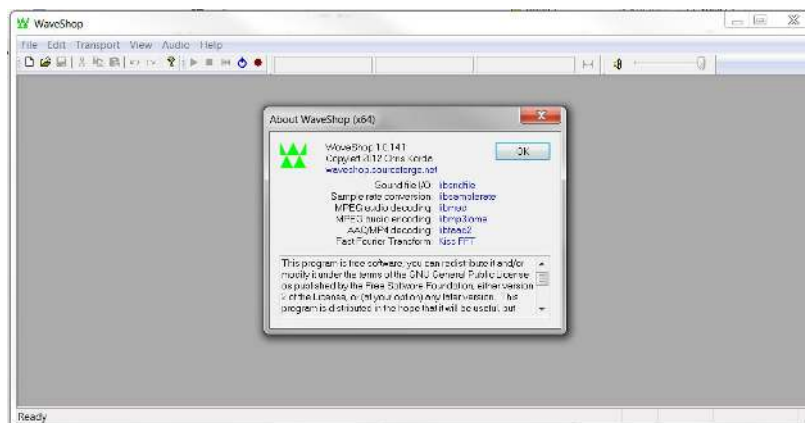 WaveShop
File Edit Transport View Audio Help
About WaveShop (x64)
WaveShop 1.0.14.1
Copyleft 2012 Chris Korda
waveshop.sourceforge.net
OK
Sound file I/O: libsndfile
Sample rate conversion: libsamplerate
MPEG audio decoding: libmad
MPEG audio encoding: libmp3lame
AAC/MP4 decoding: libfaad2
Fast Fourier Transform: Kiss FFT
This program is free software; you can redistribute it and/or
modify it under the terms of the GNU General Public License
as published by the Free Software Foundation; either version
2 of the License, or (at your option) any later version. This
program is distributed in the hope that it will be useful, but
Ready